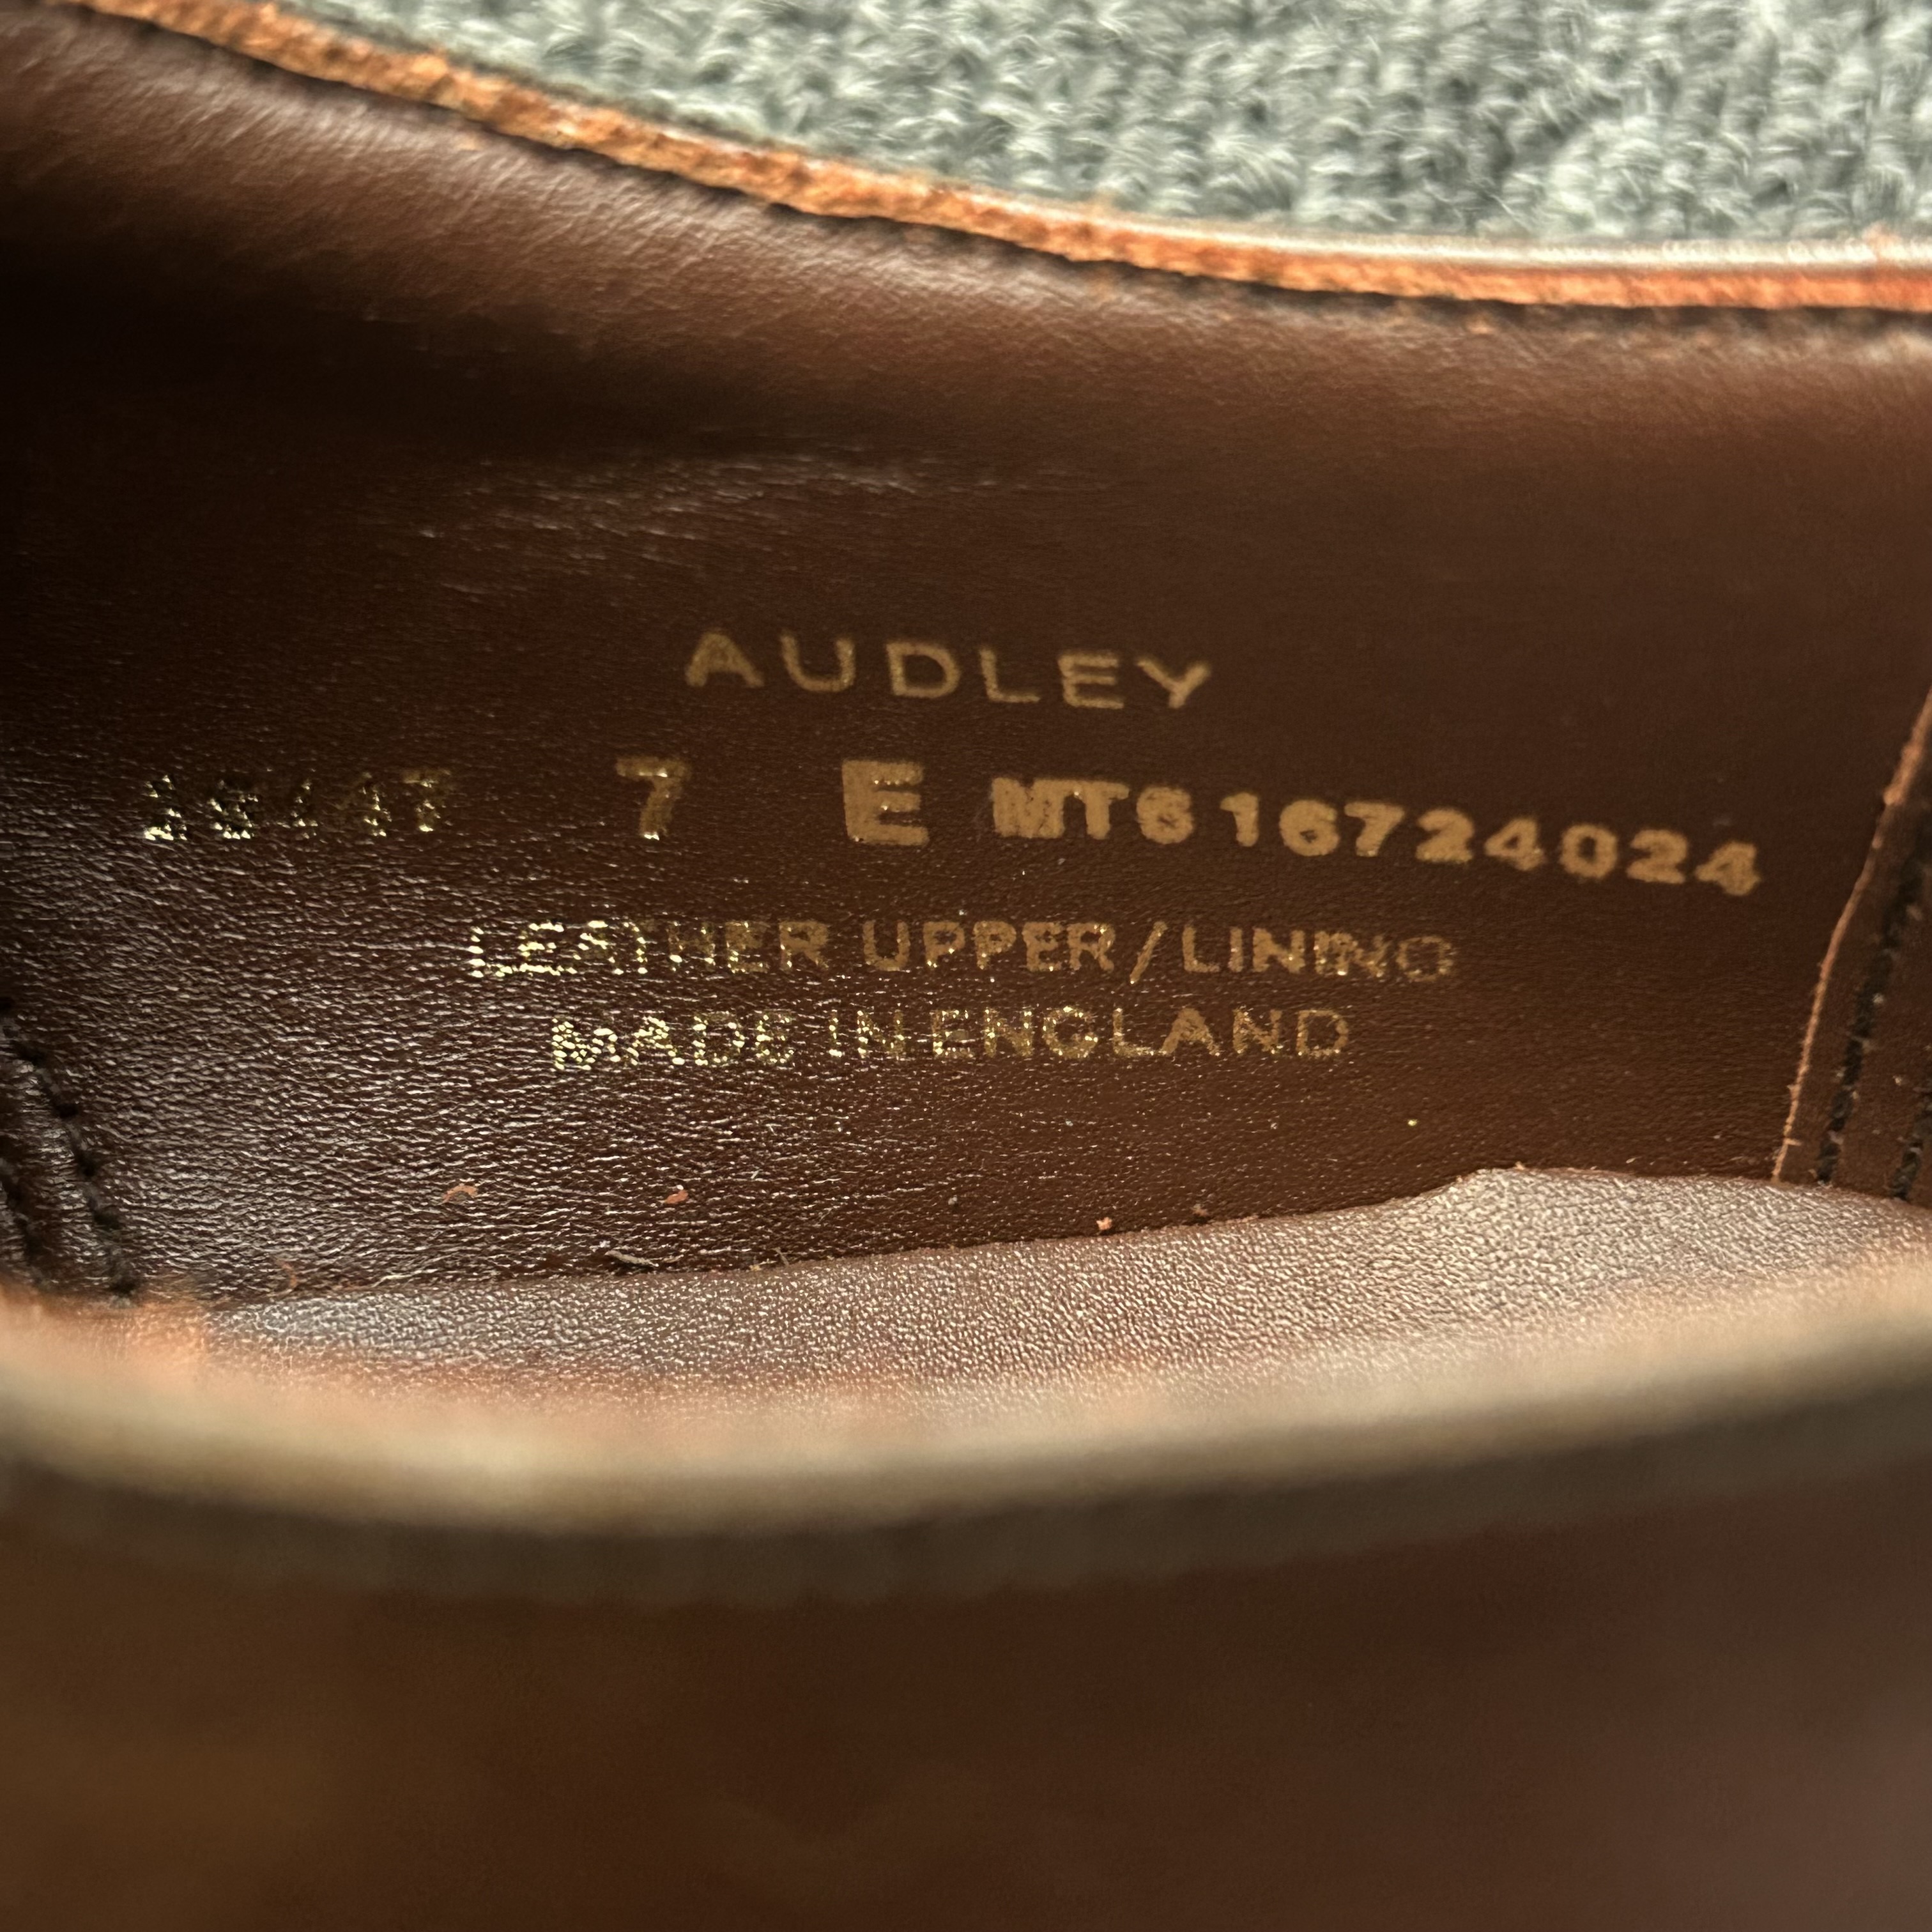 AUDLEY
7 E MT616724024
LEATHER UPPER/LINING
MADE IN ENGLAND